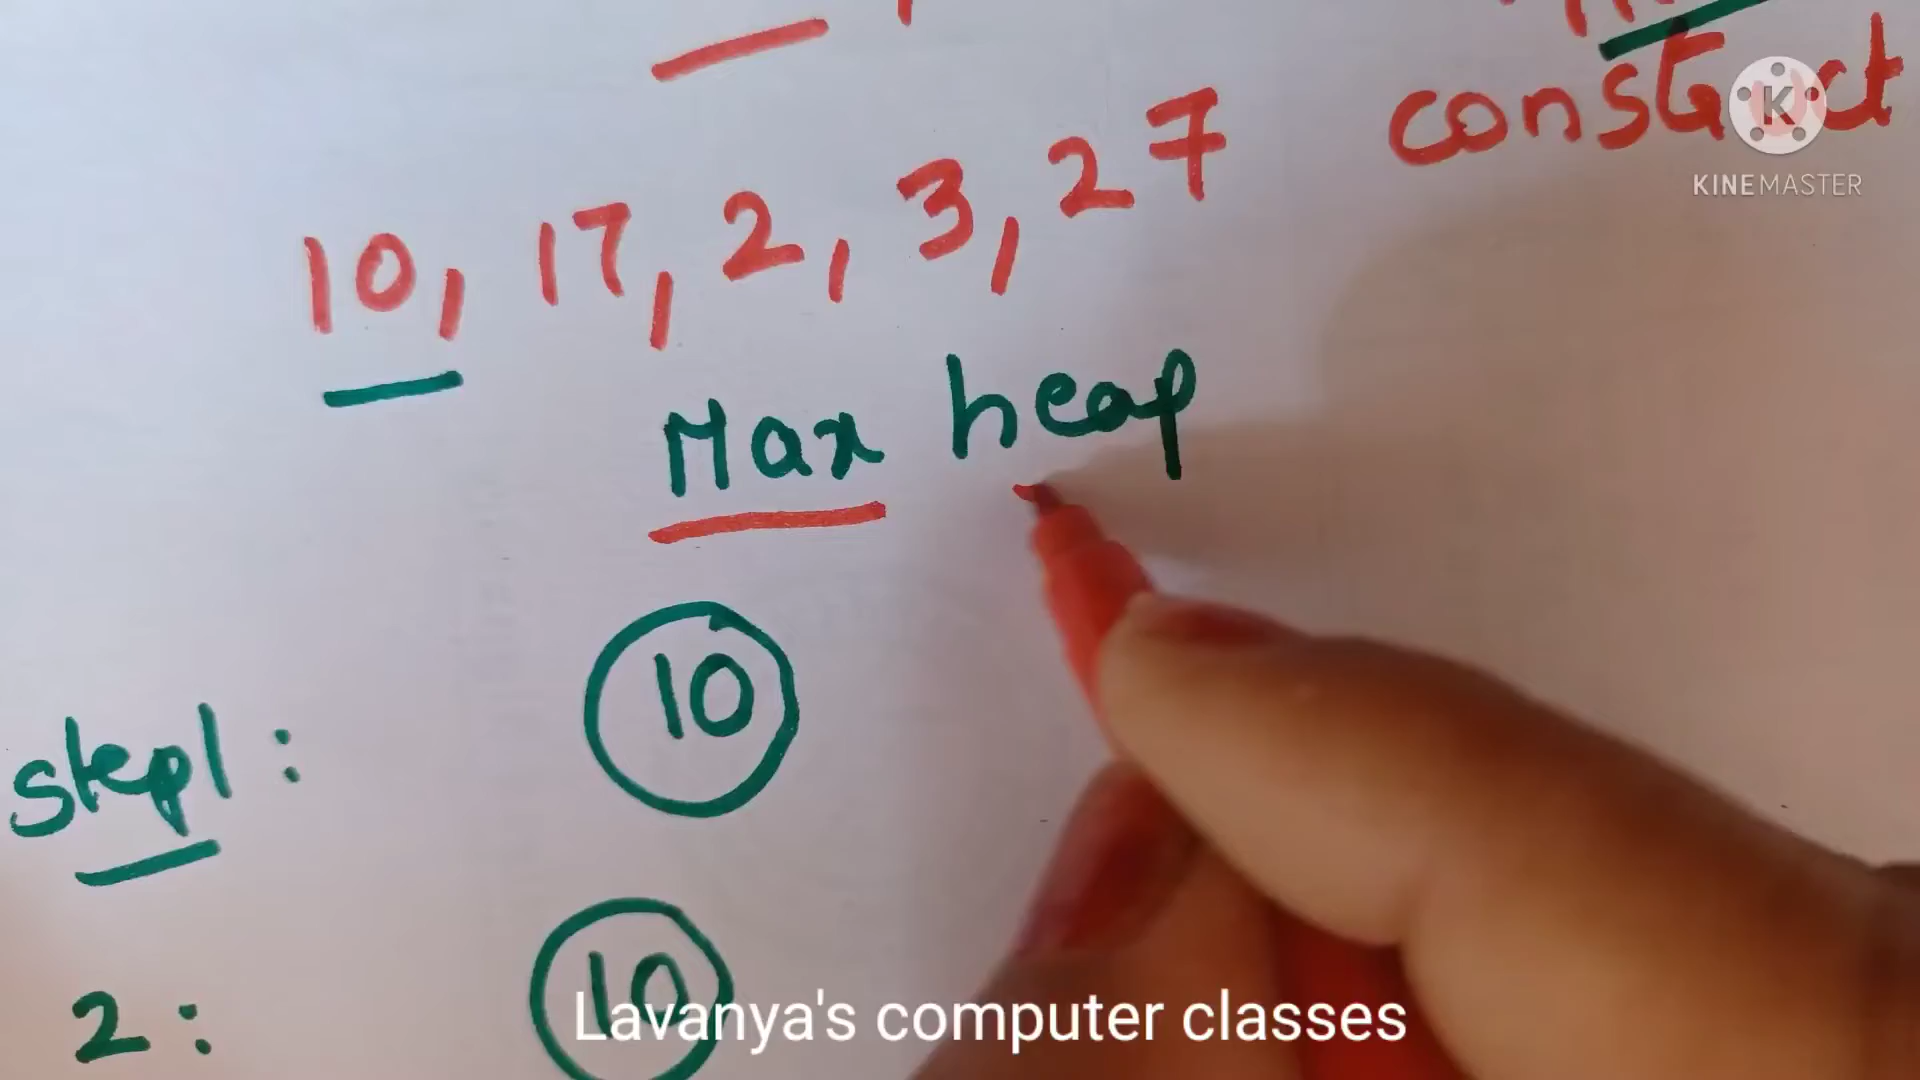 construct
KINEMASTER
10, 17, 2, 3, 27
Max heap
10
step1:
10
2:
Lavanya's computer classes